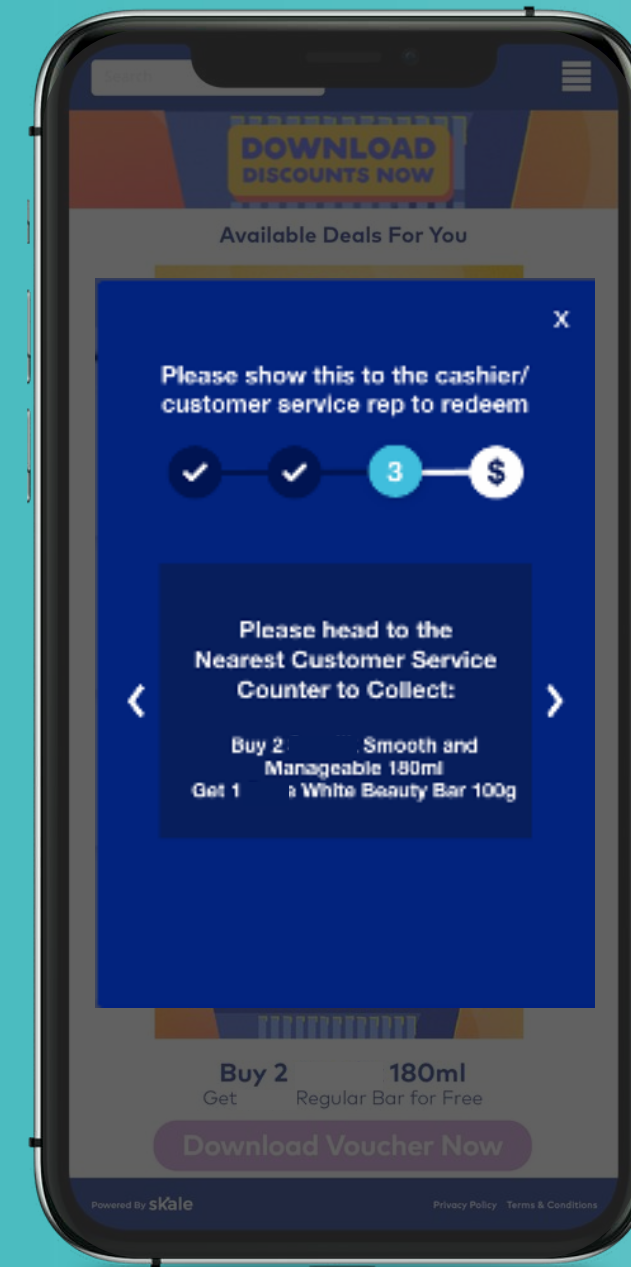 Search
DOWNLOAD
DISCOUNTS NOW
Available Deals For You
X
Please show this to the cashier/
customer service rep to redeem
3 $
Please head to the
Nearest Customer Service
Counter to Collect:
Buy 2 Smooth and
Manageable 180ml
Get 1 White Beauty Bar 100g
Buy 2 180ml
Get Regular Bar for Free
Download Voucher Now
Powered By skale Privacy Policy Terms & Conditions